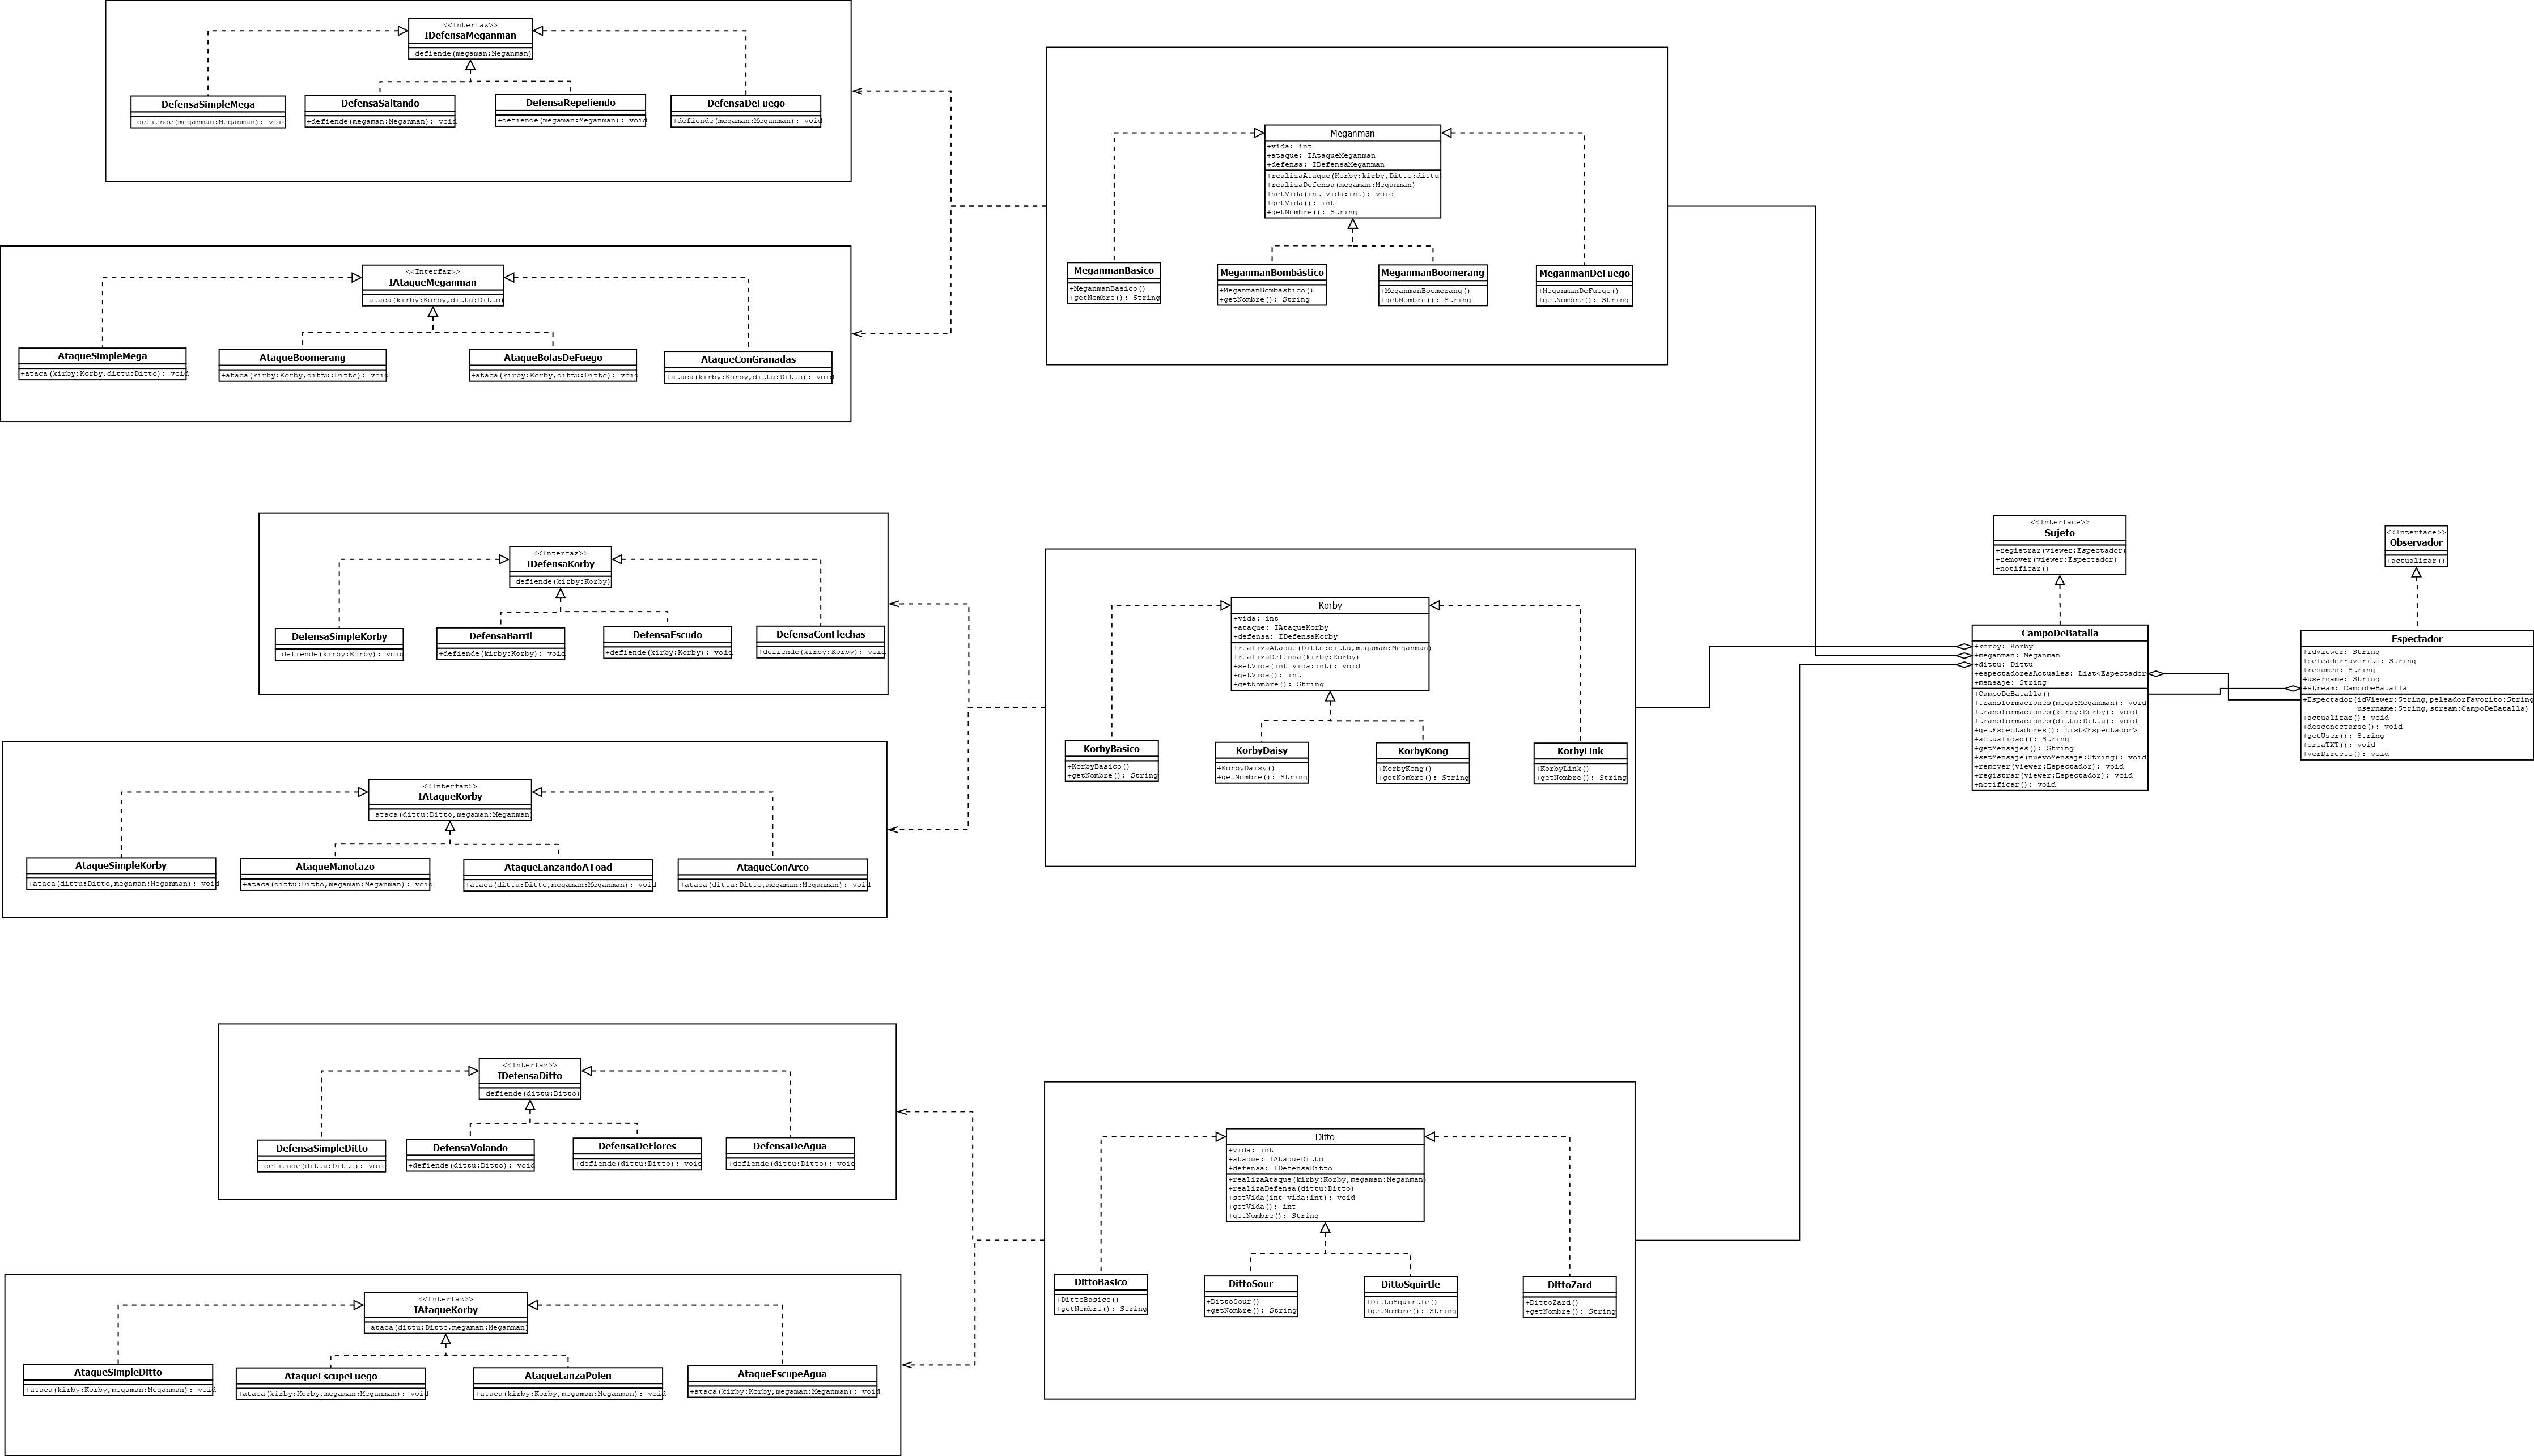 <<Interfaz>>
IDefensaMeganman
defiende(megaman:Meganman)
DefensaSimpleMega
defiende(meganman:Meganman): void
DefensaSaltando
+defiende(megaman:Meganman): void
DefensaRepeliendo
+defiende(megaman:Meganman): void
DefensaDeFuego
+defiende(megaman:Meganman): void
<<Interfaz>>
IAtaqueMeganman
ataca(kirby:Korby,dittu:Ditto)
AtaqueSimpleMega
+ataca(kirby:Korby,dittu:Ditto): void
AtaqueBoomerang
+ataca(kirby:Korby,dittu:Ditto): void
AtaqueBolasDeFuego
+ataca(kirby:Korby,dittu:Ditto): void
AtaqueConGranadas
+ataca(kirby:Korby,dittu:Ditto): void
Meganman
+vida: int
+ataque: IAtaqueMeganman
+defensa: IDefensaMeganman
+realizaAtaque(Korby:kirby,Ditto:dittu
+realizaDefensa(megaman:Meganman)
+setVida(int vida:int): void
+getVida(): int
+getNombre(): String
MeganmanBasico
+MeganmanBasico()
+getNombre(): String
MeganmanBombástico
+MeganmanBombastico()
+getNombre(): String
MeganmanBoomerang
+MeganmanBoomerang()
+getNombre(): String
MeganmanDeFuego
+MeganmanDeFuego()
+getNombre(): String
<<Interfaz>>
IDefensaKorby
defiende(kirby:Korby)
DefensaSimpleKorby
defiende(kirby:Korby): void
DefensaBarril
+defiende(kirby:Korby): void
DefensaEscudo
+defiende(kirby:Korby): void
DefensaConFlechas
+defiende(kirby:Korby): void
<<Interfaz>>
IAtaqueKorby
ataca(dittu:Ditto,megaman:Meganman)
AtaqueSimpleKorby
+ataca(dittu:Ditto,megaman:Meganman): void
AtaqueManotazo
+ataca(dittu:Ditto,megaman:Meganman): void
AtaqueLanzandoAToad
+ataca(dittu:Ditto,megaman:Meganman): void
AtaqueConArco
+ataca(dittu:Ditto,megaman:Meganman): void
Korby
+vida: int
+ataque: IAtaqueKorby
+defensa: IDefensaKorby
+realizaAtaque(Ditto:dittu,megaman:Meganman)
+realizaDefensa(kirby:Korby)
+setVida(int vida:int): void
+getVida(): int
+getNombre(): String
KorbyBasico
+KorbyBasico()
+getNombre(): String
KorbyDaisy
+KorbyDaisy()
+getNombre(): String
KorbyKong
+KorbyKong()
+getNombre(): String
KorbyLink
+KorbyLink()
+getNombre(): String
<<Interface>>
Sujeto
+registrar(viewer:Espectador)
+remover(viewer:Espectador)
+notificar()
<<Interface>>
Observador
+actualizar()
CampoDeBatalla
+korby: Korby
+meganman: Meganman
+dittu: Dittu
+espectadoresActuales: List<Espectador>
+mensaje: String
+CampoDeBatalla()
+transformaciones(mega:Meganman): void
+transformaciones(korby:Korby): void
+transformaciones(dittu:Dittu): void
+getEspectadores(): List<Espectador>
+actualidad(): String
+getMensajes(): String
+setMensaje(nuevoMensaje:String): void
+remover(viewer:Espectador): void
+registrar(viewer:Espectador): void
+notificar(): void
Espectador
+idViewer: String
+peleadorFavorito: String
+resumen: String
+username: String
+stream: CampoDeBatalla
+Espectador(idViewer:String,peleadorFavorito:String
username:String,stream:CampoDeBatalla)
+actualizar(): void
+desconectarse(): void
+getUser(): String
+creaTXT(): void
+verDirecto(): void
<<Interfaz>>
IDefensaDitto
defiende(dittu:Ditto)
DefensaSimpleDitto
defiende(dittu:Ditto): void
DefensaVolando
+defiende(dittu:Ditto): void
DefensaDeFlores
+defiende(dittu:Ditto): void
DefensaDeAgua
+defiende(dittu:Ditto): void
<<Interfaz>>
IAtaqueKorby
ataca(dittu:Ditto,megaman:Meganman)
AtaqueSimpleDitto
+ataca(kirby:Korby,megaman:Meganman): void
AtaqueEscupeFuego
+ataca(kirby:Korby,megaman:Meganman): void
AtaqueLanzaPolen
+ataca(kirby:Korby,megaman:Meganman): void
AtaqueEscupeAgua
+ataca(kirby:Korby,megaman:Meganman): void
Ditto
+vida: int
+ataque: IAtaqueDitto
+defensa: IDefensaDitto
+realizaAtaque(kirby:Korby,megaman:Meganman)
+realizaDefensa(dittu:Ditto)
+setVida(int vida:int): void
+getVida(): int
+getNombre(): String
DittoBasico
+DittoBasico()
+getNombre(): String
DittoSour
+DittoSour()
+getNombre(): String
DittoSquirtle
+DittoSquirtle()
+getNombre(): String
DittoZard
+DittoZard()
+getNombre(): String